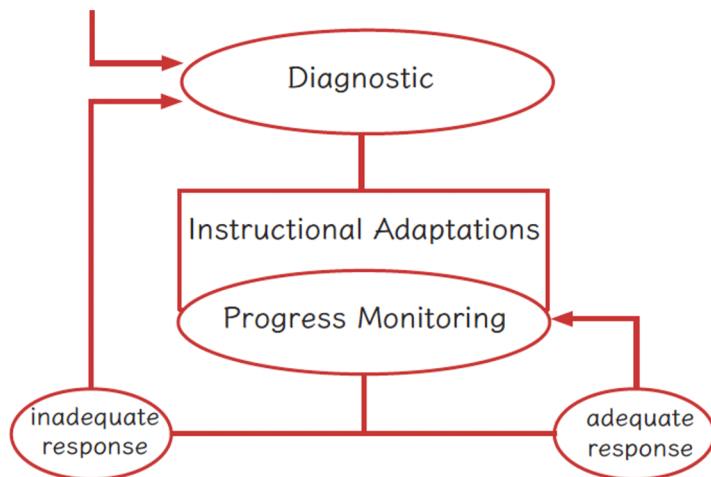 Diagnostic
Instructional Adaptations
Progress Monitoring
inadequate
response
adequate
response